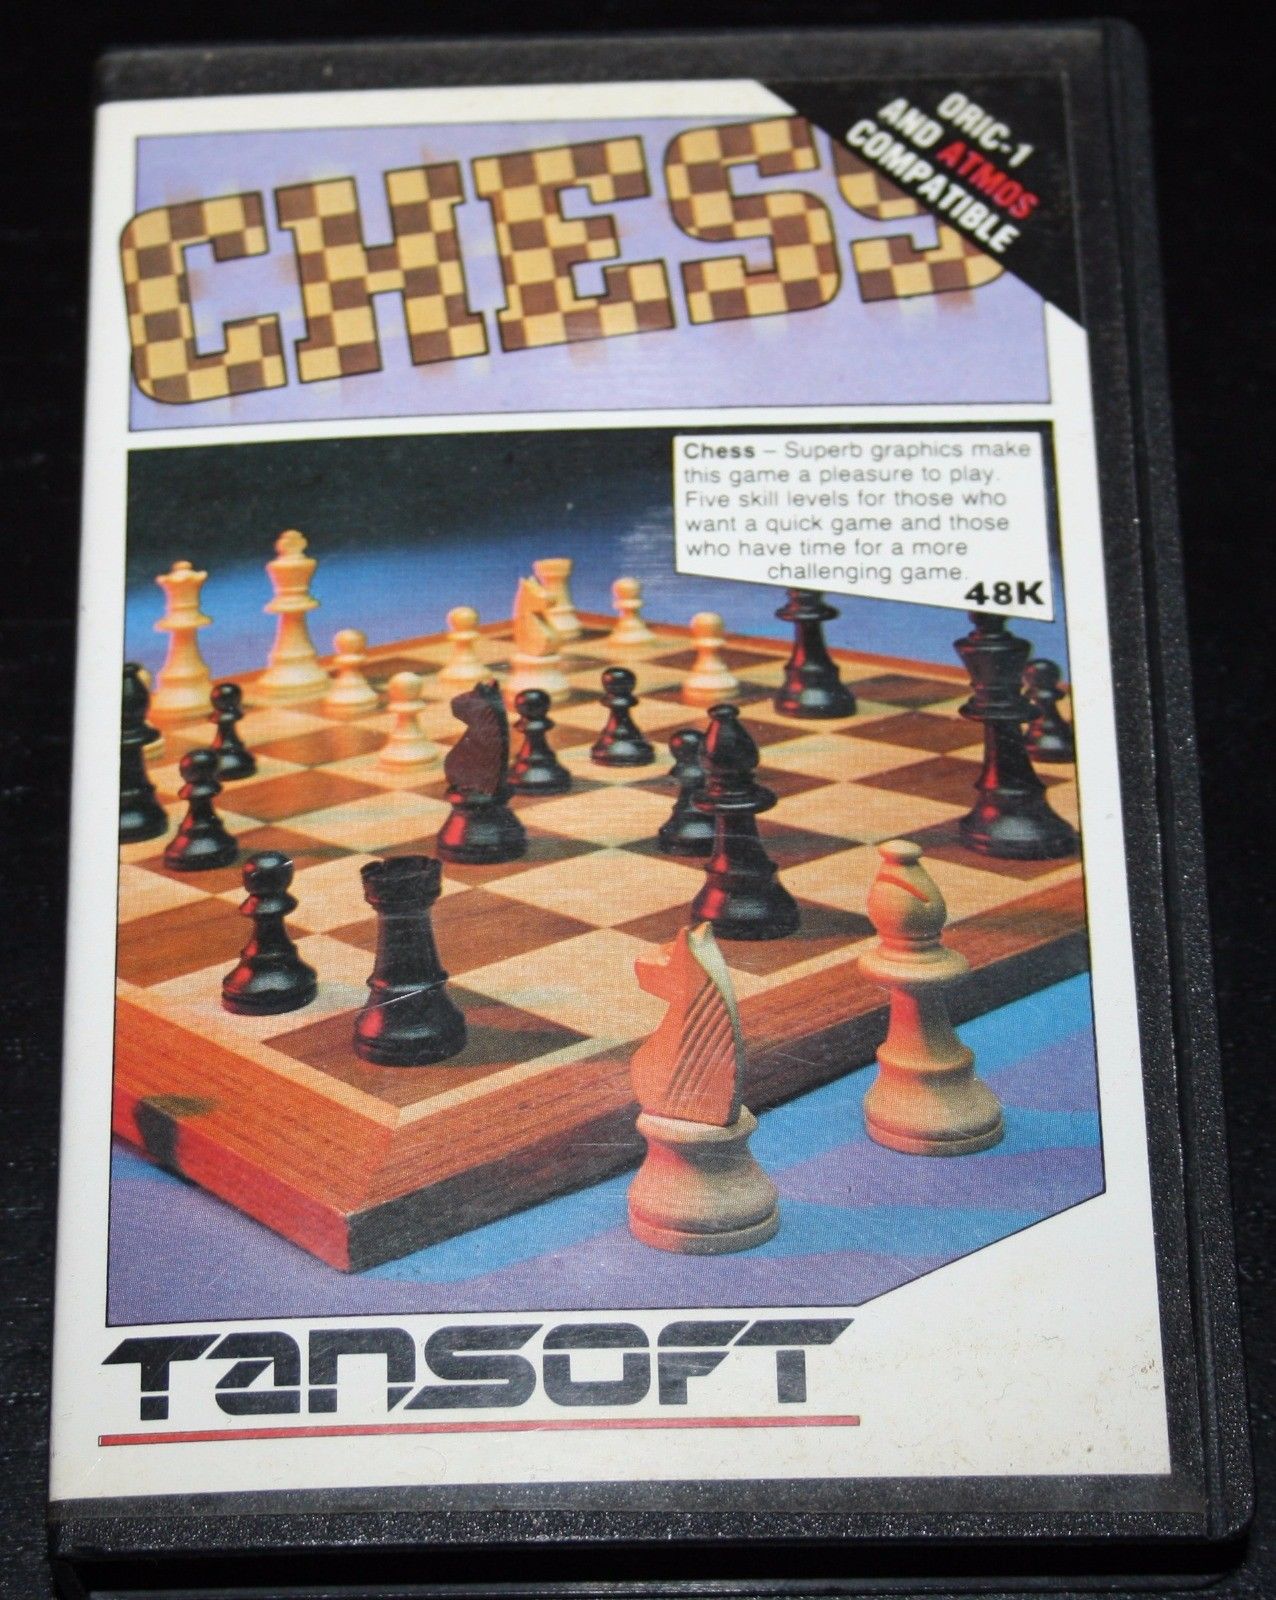 ORIC-1
AND ATMOS
COMPATIBLE
CHESS
Chess – Superb graphics make
this game a pleasure to play.
Five skill levels for those who
want a quick game and those
who have time for a more
challenging game.
48K
TANSOFT